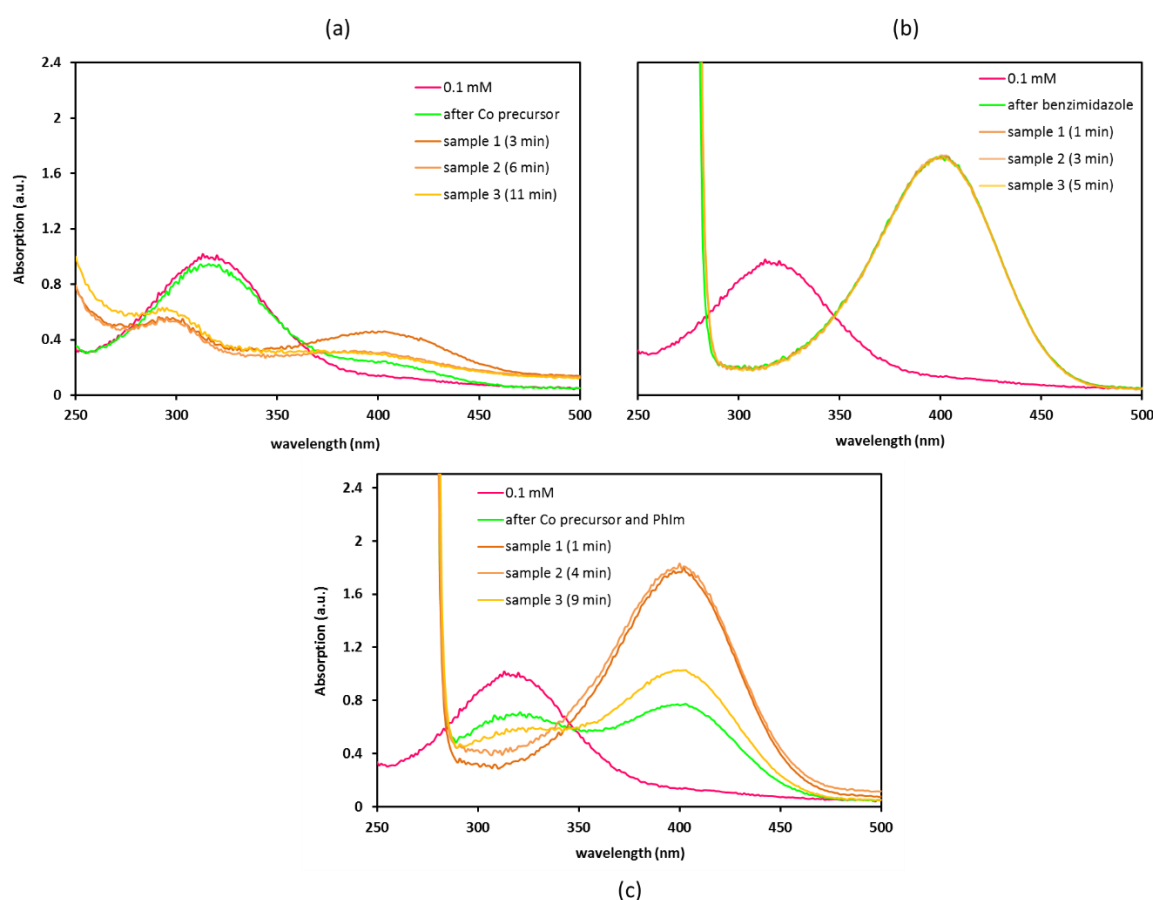 (a)
2.4
2
1.6
1.2
0.8
0.4
0
250
300
350
400
450
500
Absorption (a.u.)
wavelength (nm)
0.1 mM
after Co precursor
sample 1 (3 min)
sample 2 (6 min)
sample 3 (11 min)
(b)
250
300
350
400
450
500
wavelength (nm)
0.1 mM
after benzimidazole
sample 1 (1 min)
sample 2 (3 min)
sample 3 (5 min)
2.4
2
1.6
1.2
0.8
0.4
0
250
300
350
400
450
500
Absorption (a.u.)
wavelength (nm)
0.1 mM
after Co precursor and PhIm
sample 1 (1 min)
sample 2 (4 min)
sample 3 (9 min)
(c)